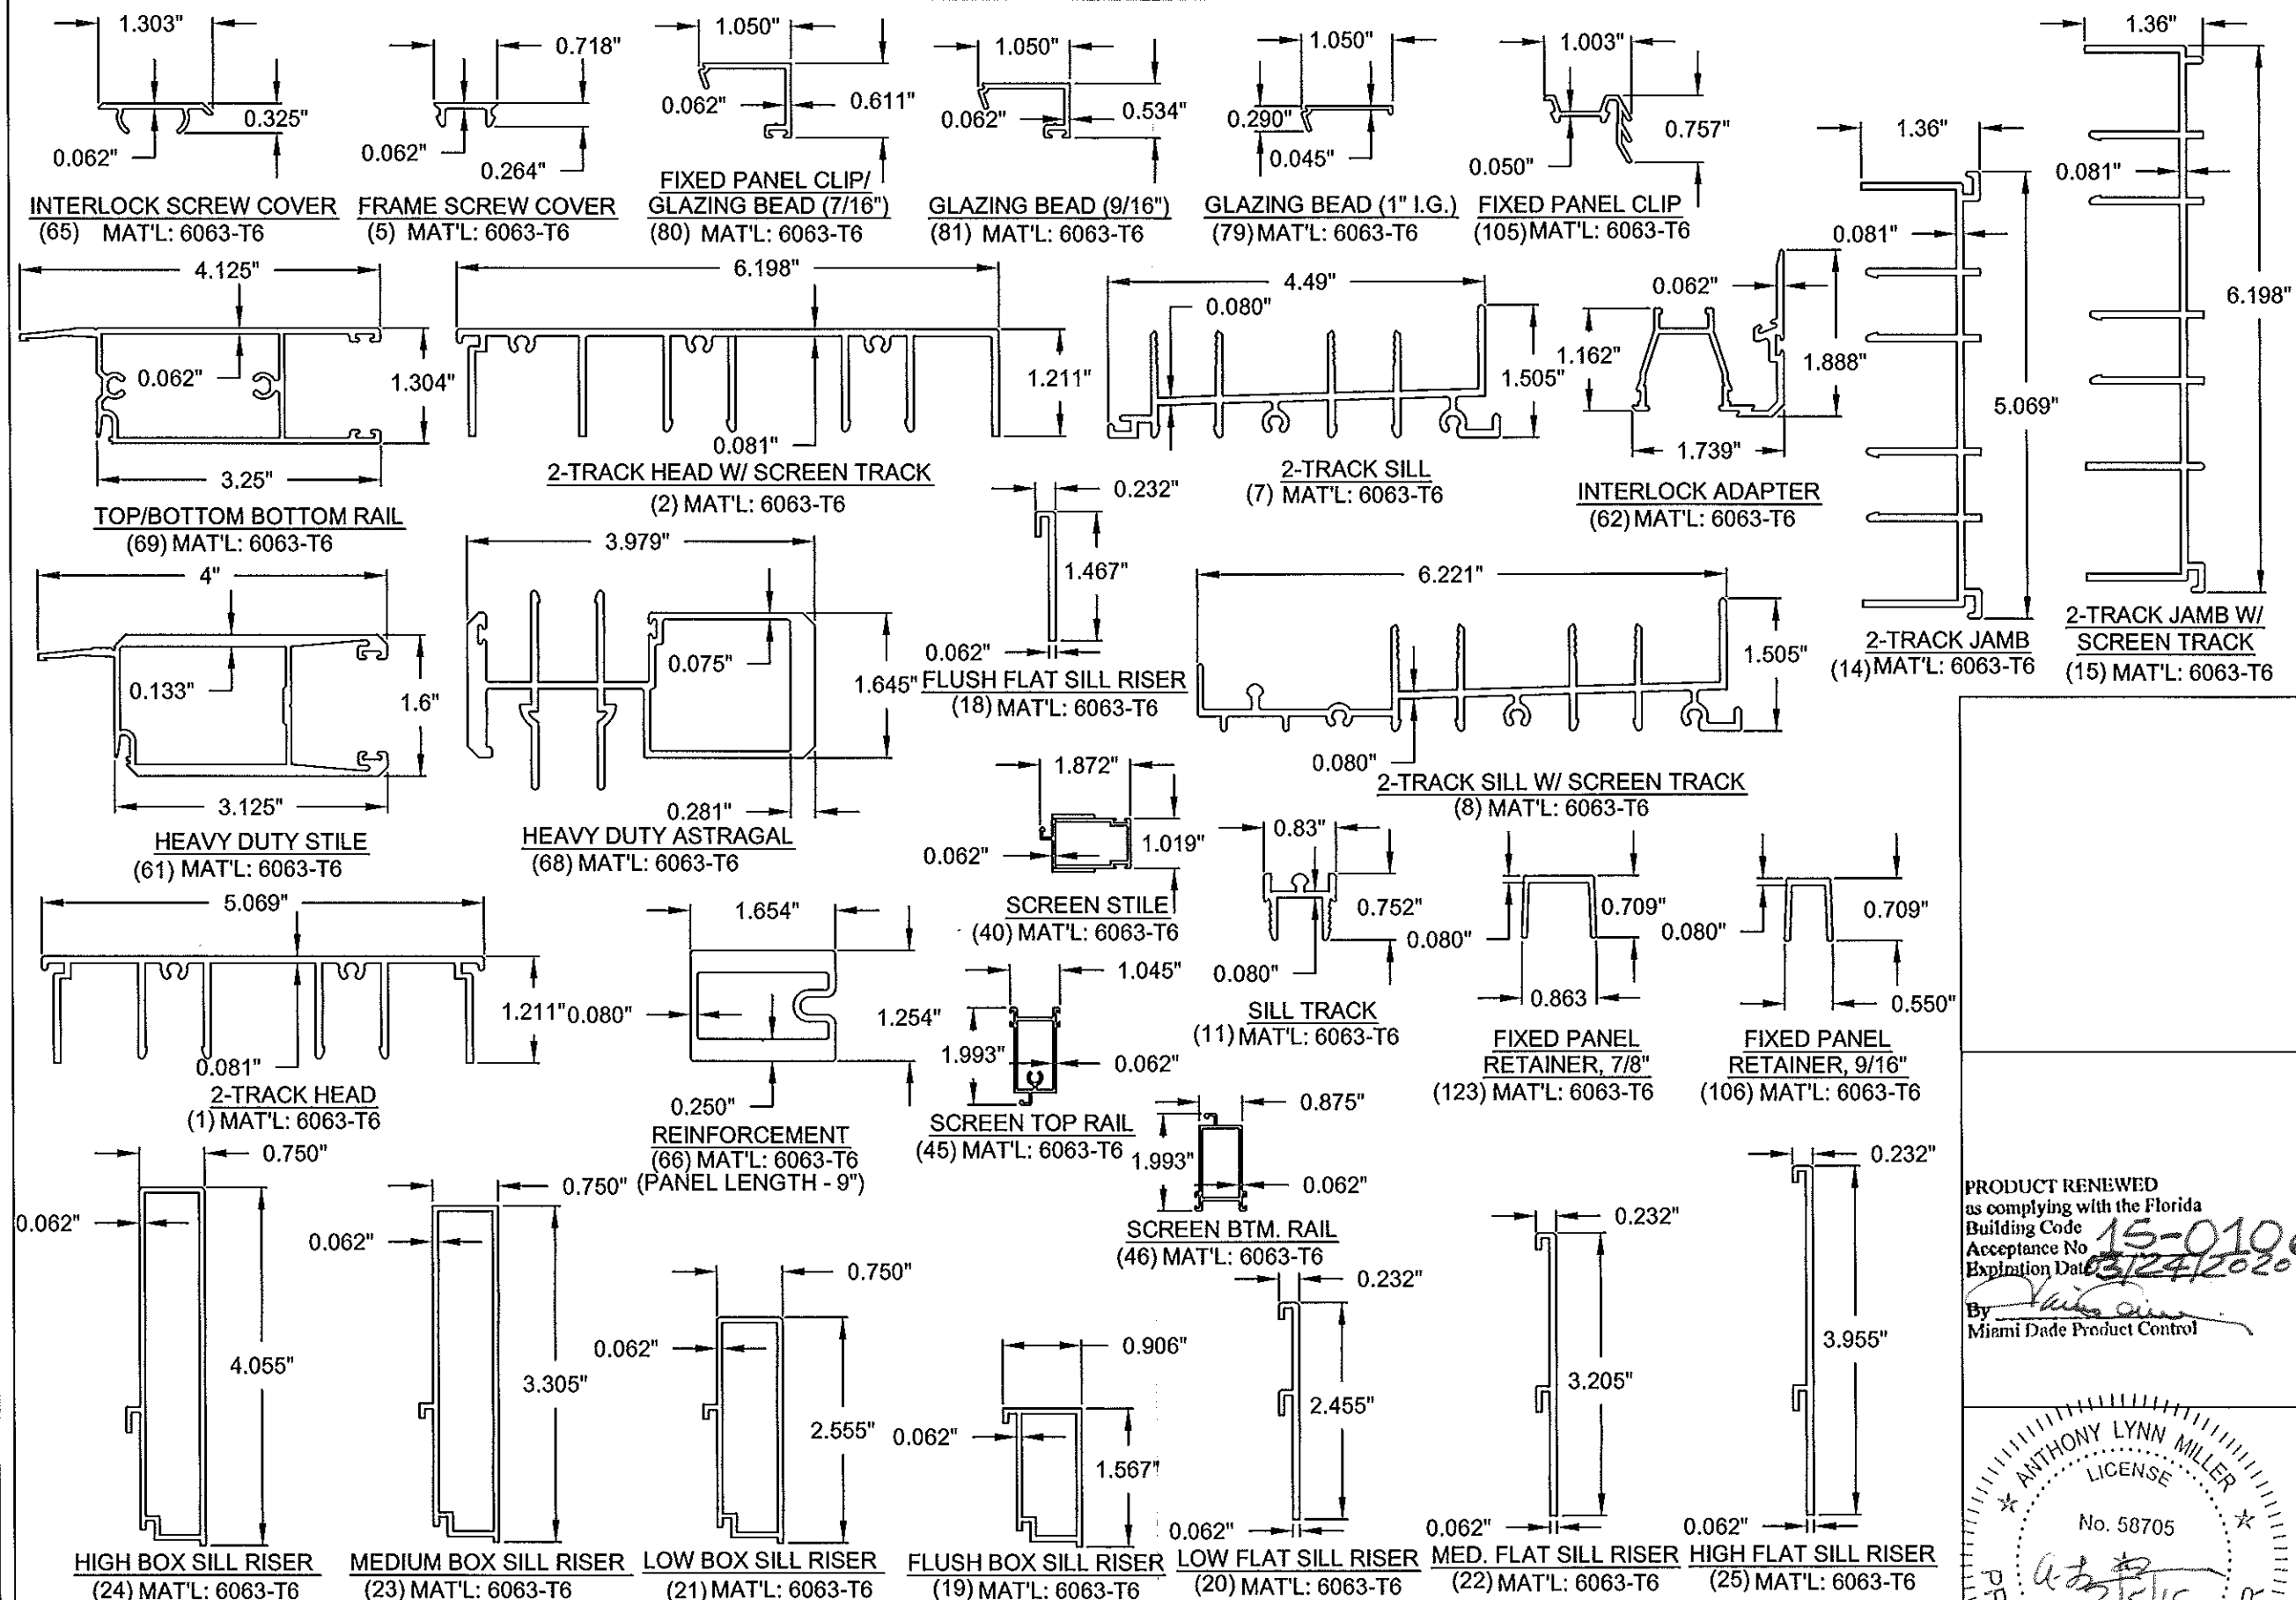 1.303"
0.325"
0.062"
INTERLOCK SCREW COVER
(65) MAT'L: 6063-T6
0.718"
0.062"
0.264"
FRAME SCREW COVER
(5) MAT'L: 6063-T6
1.050"
0.062"
0.611"
FIXED PANEL CLIP/
GLAZING BEAD (7/16")
(80) MAT'L: 6063-T6
1.050"
0.062"
0.534"
GLAZING BEAD (9/16")
(81) MAT'L: 6063-T6
1.050"
0.290"
0.045"
GLAZING BEAD (1" I.G.)
(79) MAT'L: 6063-T6
1.003"
0.757"
0.050"
FIXED PANEL CLIP
(105) MAT'L: 6063-T6
1.36"
0.081"
5.069"
2-TRACK JAMB
(14) MAT'L: 6063-T6
1.36"
0.081"
6.198"
2-TRACK JAMB W/
SCREEN TRACK
(15) MAT'L: 6063-T6
4.125"
0.062"
1.304"
3.25"
TOP/BOTTOM BOTTOM RAIL
(69) MAT'L: 6063-T6
6.198"
1.211"
0.081"
2-TRACK HEAD W/ SCREEN TRACK
(2) MAT'L: 6063-T6
4.49"
0.080"
1.505"
2-TRACK SILL
(7) MAT'L: 6063-T6
0.062"
1.162"
1.888"
1.739"
INTERLOCK ADAPTER
(62) MAT'L: 6063-T6
4"
0.133"
1.6"
3.125"
HEAVY DUTY STILE
(61) MAT'L: 6063-T6
3.979"
0.075"
1.645"
0.281"
HEAVY DUTY ASTRAGAL
(68) MAT'L: 6063-T6
0.232"
1.467"
0.062"
FLUSH FLAT SILL RISER
(18) MAT'L: 6063-T6
6.221"
1.505"
0.080"
2-TRACK SILL W/ SCREEN TRACK
(8) MAT'L: 6063-T6
1.872"
1.019"
0.062"
SCREEN STILE
(40) MAT'L: 6063-T6
0.83"
0.752"
0.080"
SILL TRACK
(11) MAT'L: 6063-T6
0.709"
0.080"
0.863
FIXED PANEL
RETAINER, 7/8"
(123) MAT'L: 6063-T6
0.709"
0.080"
0.550"
FIXED PANEL
RETAINER, 9/16"
(106) MAT'L: 6063-T6
5.069"
1.211"
0.081"
2-TRACK HEAD
(1) MAT'L: 6063-T6
1.654"
0.080"
1.254"
0.250"
REINFORCEMENT
(66) MAT'L: 6063-T6
(PANEL LENGTH - 9")
1.045"
1.993"
0.062"
SCREEN TOP RAIL
(45) MAT'L: 6063-T6
0.875"
1.993"
0.062"
SCREEN BTM. RAIL
(46) MAT'L: 6063-T6
0.750"
0.062"
4.055"
HIGH BOX SILL RISER
(24) MAT'L: 6063-T6
0.750"
0.062"
3.305"
MEDIUM BOX SILL RISER
(23) MAT'L: 6063-T6
0.750"
0.062"
2.555"
LOW BOX SILL RISER
(21) MAT'L: 6063-T6
0.906"
0.062"
1.567"
FLUSH BOX SILL RISER
(19) MAT'L: 6063-T6
0.232"
2.455"
0.062"
LOW FLAT SILL RISER
(20) MAT'L: 6063-T6
0.232"
3.205"
0.062"
MED. FLAT SILL RISER
(22) MAT'L: 6063-T6
0.232"
3.955"
0.062"
HIGH FLAT SILL RISER
(25) MAT'L: 6063-T6
PRODUCT RENEWED
as complying with the Florida
Building Code
Acceptance No 15-010
Expiration Date 03/24/2020
By
Miami Dade Product Control
ANTHONY LYNN MILLER
LICENSE
No. 58705